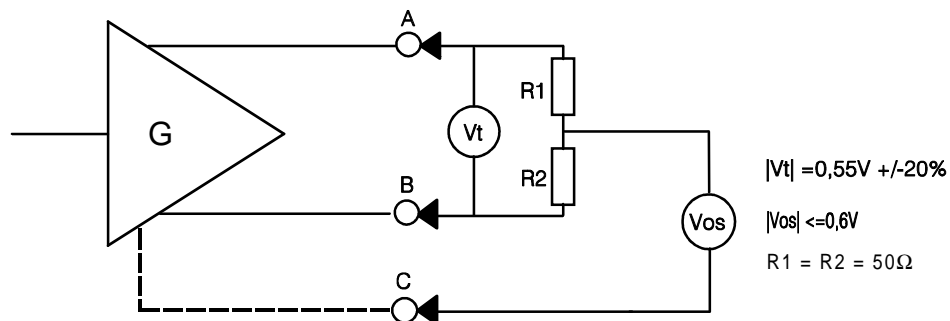 A
G
R1
Vt
R2
B
Vos
C
|Vt| =0,55V +/-20%
|Vos| <=0,6V
R1 = R2 = 50Ω